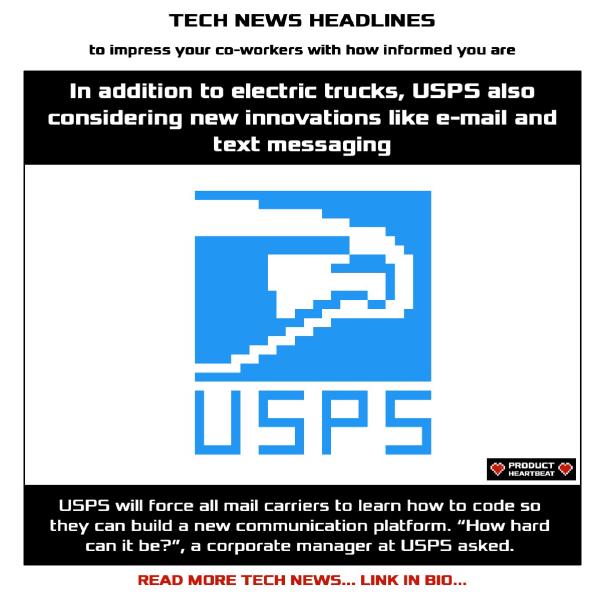 TECH NEWS HEADLINES
to impress your co-workers with how informed you are
In addition to electric trucks, USPS also
considering new innovations like e-mail and
text messaging
USPS
PRODUCT
HEARTBEAT
USPS will force all mail carriers to learn how to code so
they can build a new communication platform. “How hard
can it be?”, a corporate manager at USPS asked.
READ MORE TECH NEWS... LINK IN BIO...